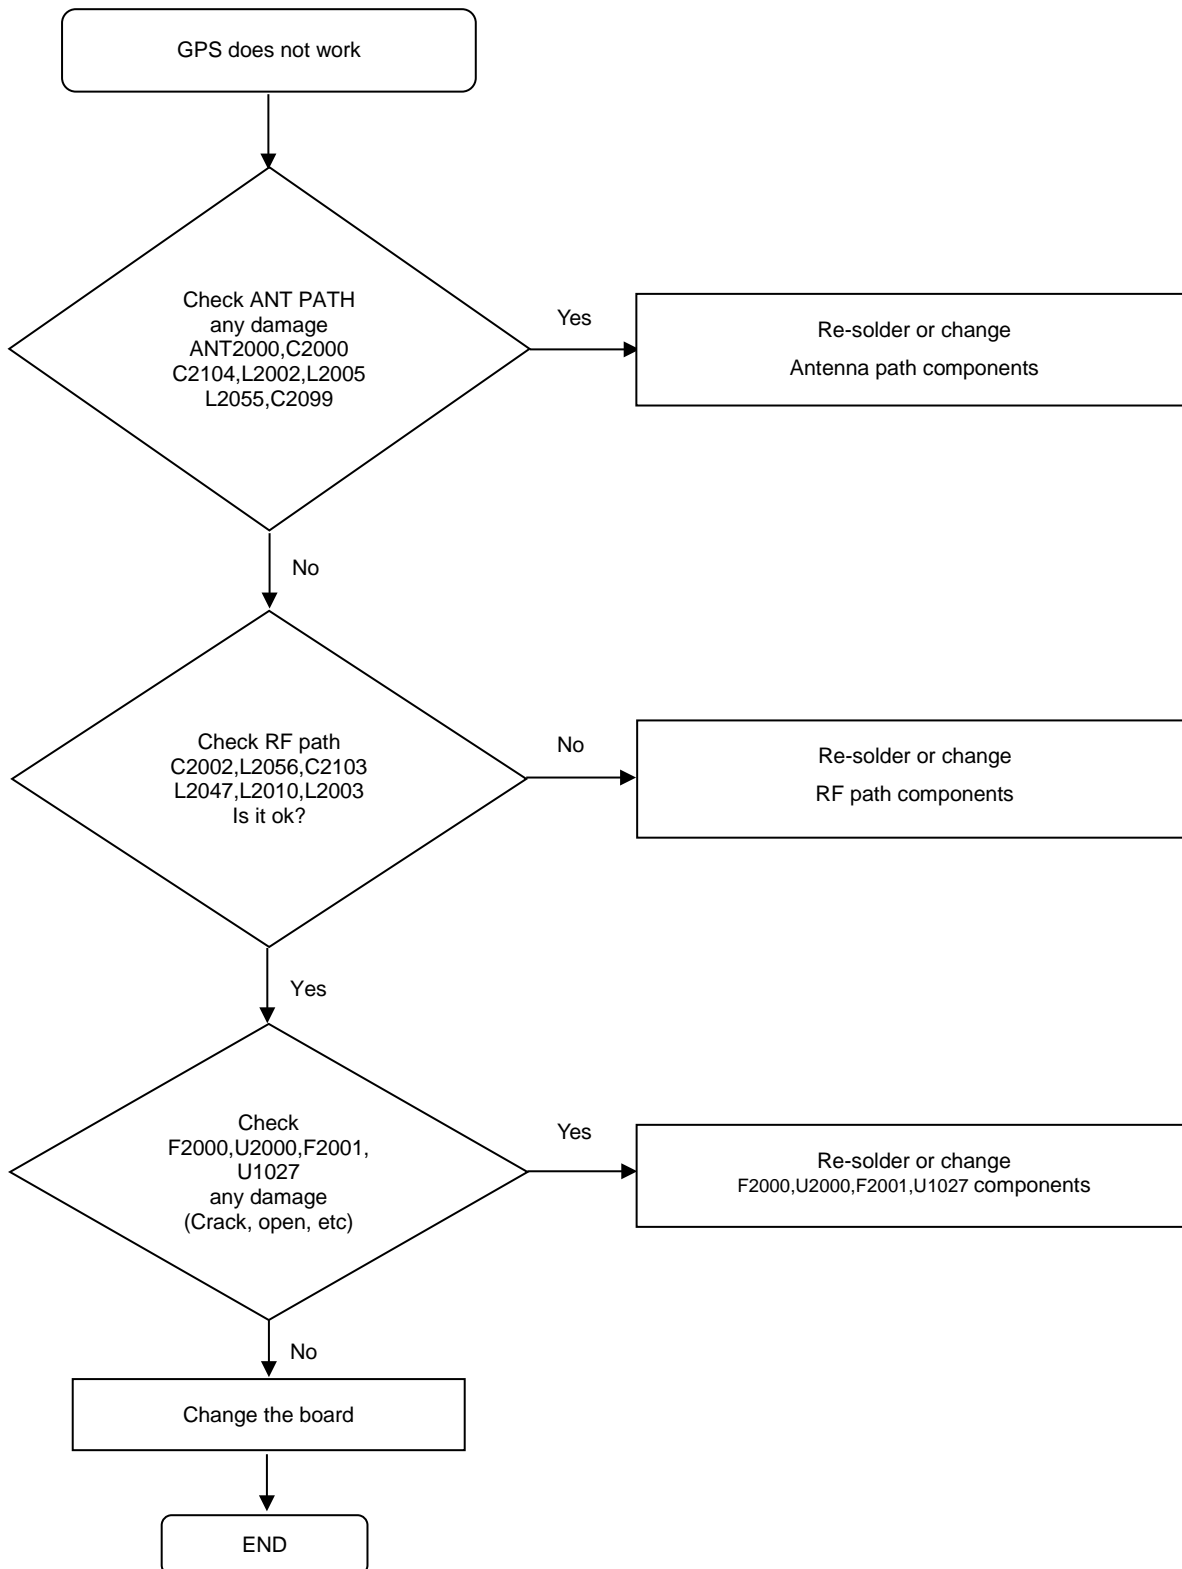 GPS does not work
Check ANT PATH
any damage
ANT2000,C2000
C2104,L2002,L2005
L2055,C2099
Yes
Re-solder or change
Antenna path components
No
Check RF path
C2002,L2056,C2103
L2047,L2010,L2003
Is it ok?
No
Re-solder or change
RF path components
Yes
Check
F2000,U2000,F2001,
U1027
any damage
(Crack, open, etc)
Yes
Re-solder or change
F2000,U2000,F2001,U1027 components
No
Change the board
END